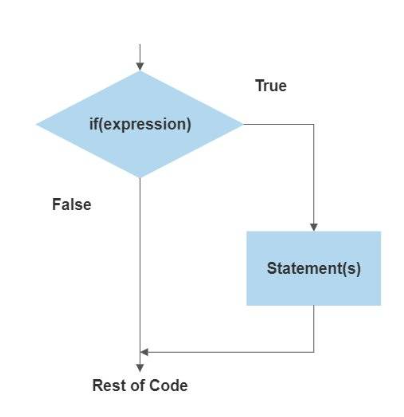 True
if(expression)
False
Statement(s)
Rest of Code